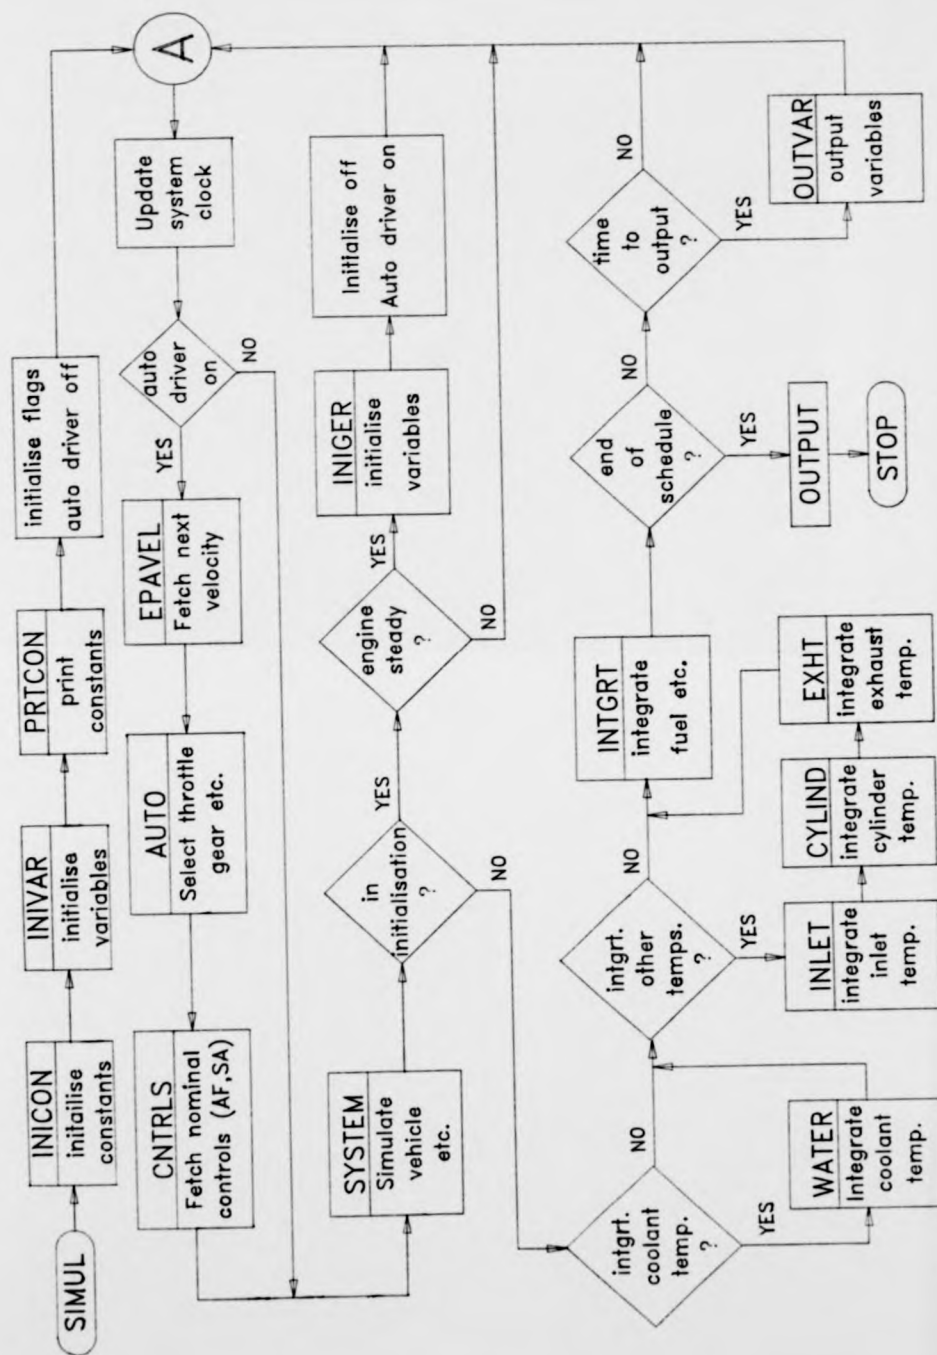 SIMUL
INICON
initailise
constants
INIVAR
initialise
variables
PRTCON
print
constants
initialise flags
auto driver off
A
Update
system
clock
auto
driver
on
NO
YES
EPAVEL
Fetch next
velocity
AUTO
Select throttle
gear etc.
CNTRLS
Fetch nominal
controls (AF,SA)
SYSTEM
Simulate
vehicle
etc.
in
initialisation
?
YES
NO
engine
steady
?
YES
NO
INIGER
initialise
variables
Initialise off
Auto driver on
intgrt.
coolant
temp.
?
NO
YES
WATER
Integrate
coolant
temp.
intgrt.
other
temps.
?
NO
YES
INLET
integrate
inlet
temp.
CYLIND
integrate
cylinder
temp.
EXHT
integrate
exhaust
temp.
INTGRT
integrate
fuel etc.
end
of
schedule
?
NO
YES
OUTPUT
STOP
time
to
output
?
NO
YES
OUTVAR
output
variables